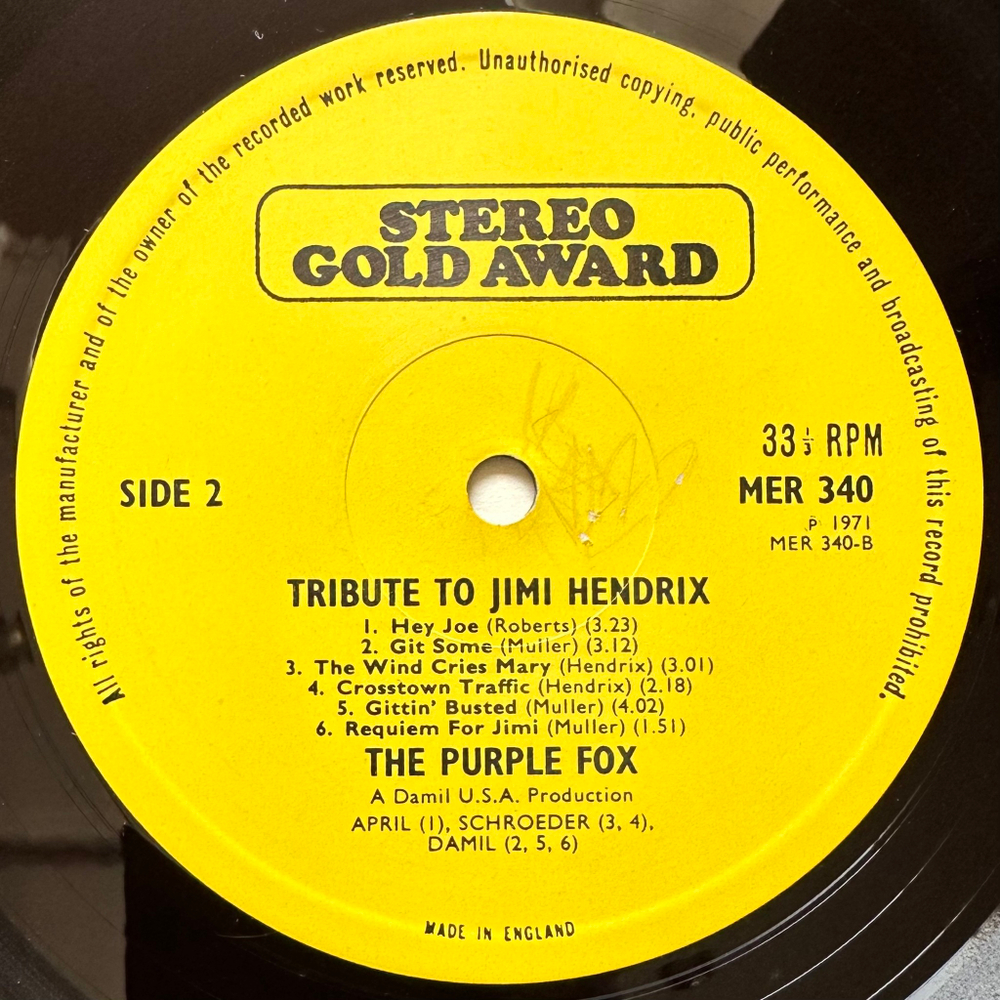 All rights of the manufacturer and of the owner of the recorded work reserved. Unauthorised copying, public performance and broadcasting of this record prohibited.
STEREO
GOLD AWARD
33⅓ RPM
SIDE 2
MER 340
℗ 1971
MER 340-B
TRIBUTE TO JIMI HENDRIX
1. Hey Joe (Roberts) (3.23)
2. Git Some (Muller) (3.12)
3. The Wind Cries Mary (Hendrix) (3.01)
4. Crosstown Traffic (Hendrix) (2.18)
5. Gittin' Busted (Muller) (4.02)
6. Requiem For Jimi (Muller) (1.51)
THE PURPLE FOX
A Damil U.S.A. Production
APRIL (1), SCHROEDER (3, 4),
DAMIL (2, 5, 6)
MADE IN ENGLAND